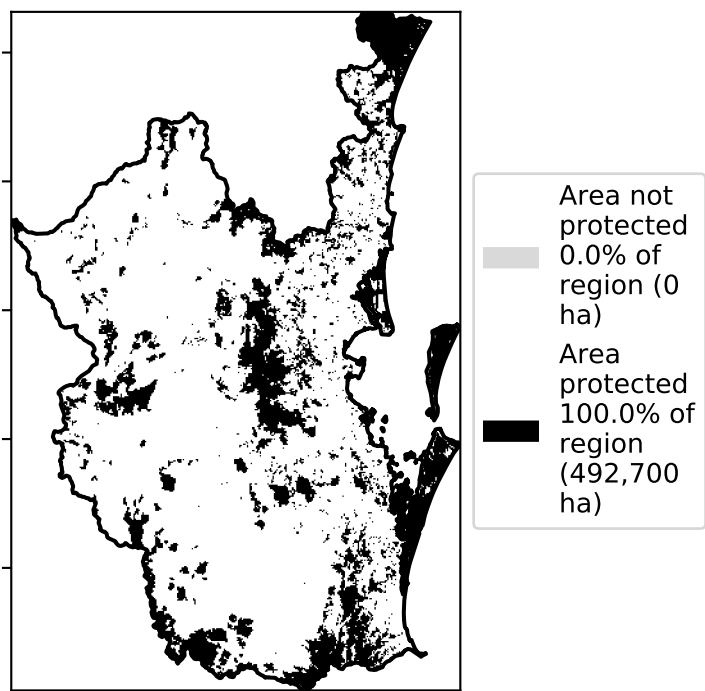 Area not
protected
0.0% of
region (0
ha)
Area
protected
100.0% of
region
(492,700
ha)